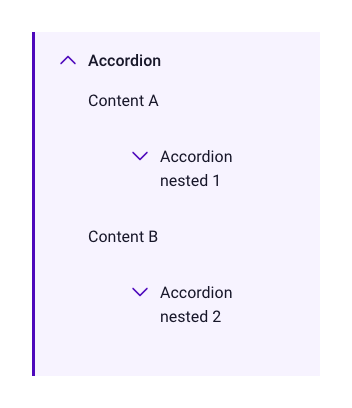 Accordion
Content A
Accordion
nested 1
Content B
Accordion
nested 2